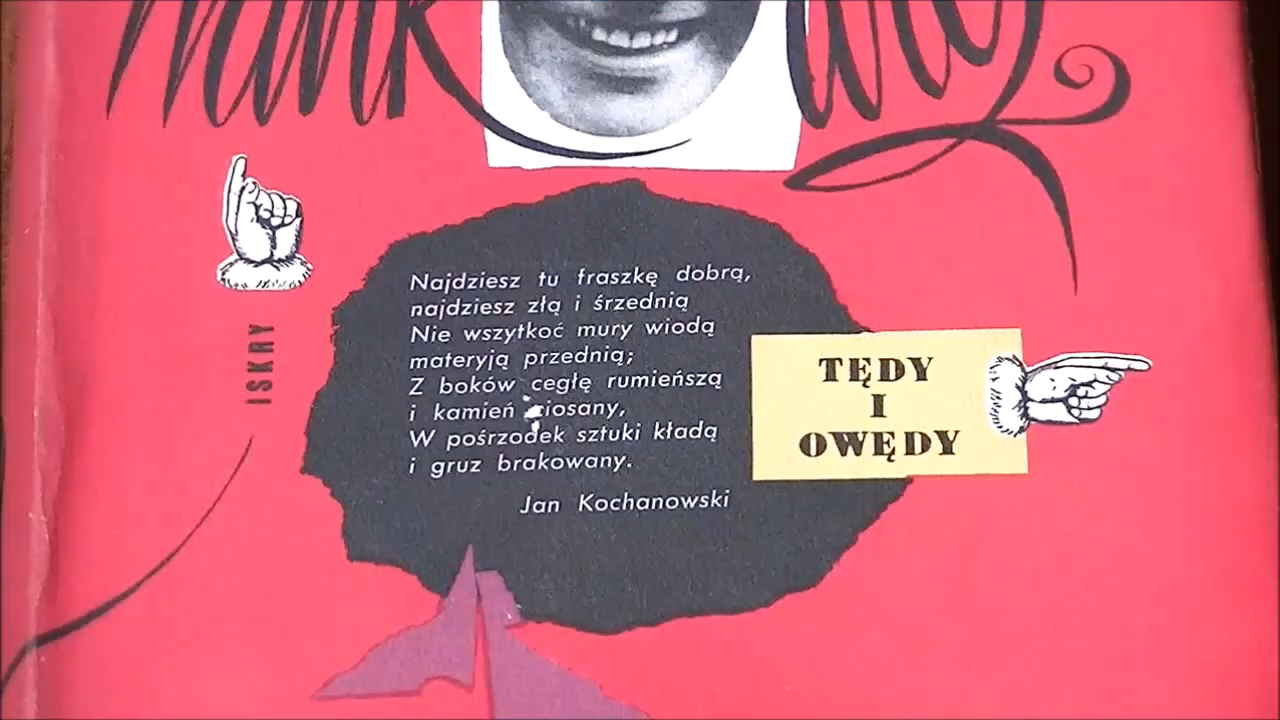 Najdziesz tu fraszkę dobrą,
najdziesz złą i śrzednią
Nie wszytkoć mury wiodą
materyją przednią;
Z boków cegłę rumieńszą
i kamień ciosany,
W pośrzodek sztuki kładą
i gruz brakowany.
Jan Kochanowski
TĘDY
I
OWĘDY
ISKRY